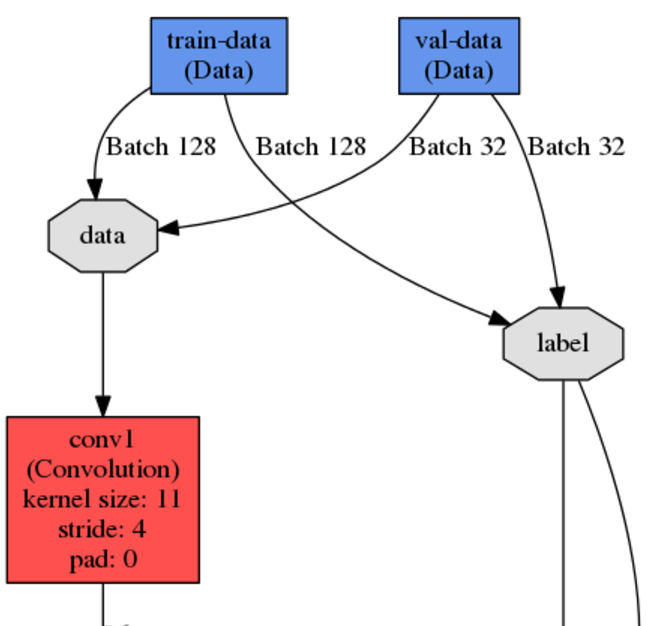 train-data
(Data)
val-data
(Data)
Batch 128
Batch 128
Batch 32
Batch 32
data
label
conv1
(Convolution)
kernel size: 11
stride: 4
pad: 0